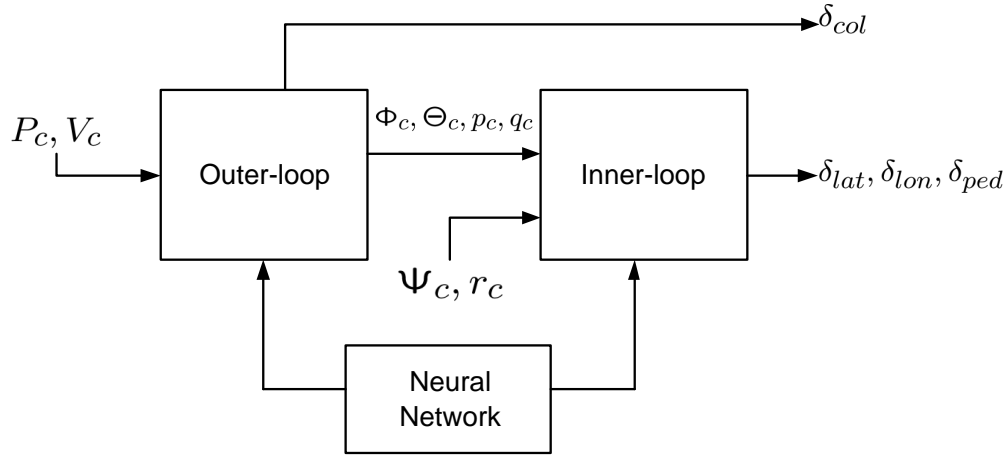 δ_col
Φ_c, Θ_c, p_c, q_c
P_c, V_c
Outer-loop
Inner-loop
δ_lat, δ_lon, δ_ped
Ψ_c, r_c
Neural
Network